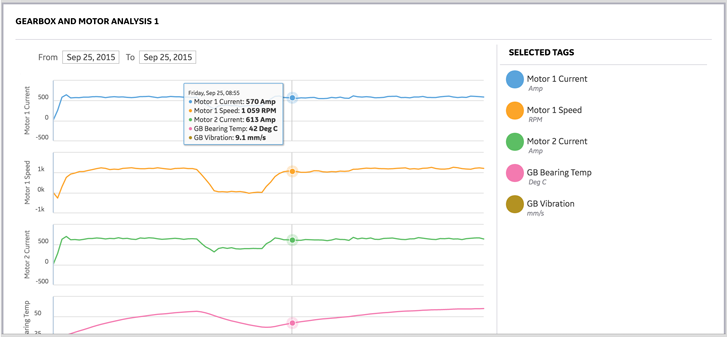 GEARBOX AND MOTOR ANALYSIS 1
From Sep 25, 2015 To Sep 25, 2015
Motor 1 Current
500
0
-500
Friday, Sep 25, 08:55
Motor 1 Current: 570 Amp
Motor 1 Speed: 1 059 RPM
Motor 2 Current: 613 Amp
GB Bearing Temp: 42 Deg C
GB Vibration: 9.1 mm/s
Motor 1 Speed
1k
0k
-1k
Motor 2 Current
500
0
-500
aring Temp
50
25
SELECTED TAGS
Motor 1 Current
Amp
Motor 1 Speed
RPM
Motor 2 Current
Amp
GB Bearing Temp
Deg C
GB Vibration
mm/s